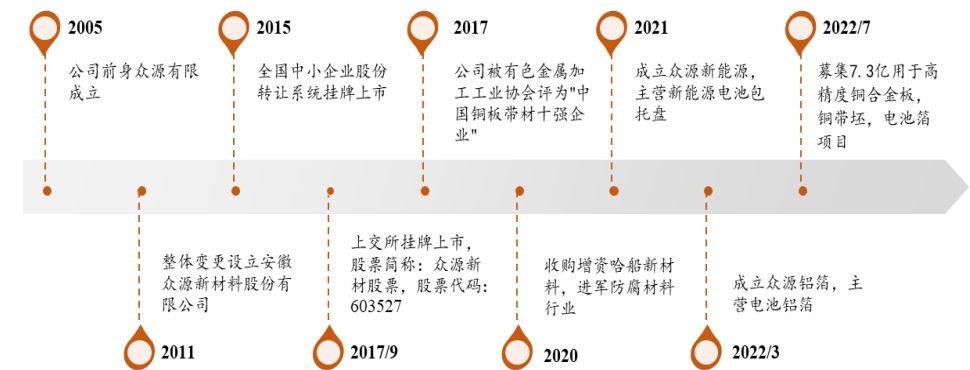 2005
公司前身众源有限
成立
2015
全国中小企业股份
转让系统挂牌上市
2017
公司被有色金属加
工工业协会评为"中
国铜板带材十强企
业"
2021
成立众源新能源，
主营新能源电池包
托盘
2022/7
募集7.3亿用于高
精度铜合金板，
铜带坯，电池箔
项目
整体变更设立安徽
众源新材料股份有
限公司
2011
上交所挂牌上市，
股票简称：众源新
材股票，股票代码：
603527
2017/9
收购增资哈船新材
料，进军防腐材料
行业
2020
成立众源铝箔，主
营电池铝箔
2022/3